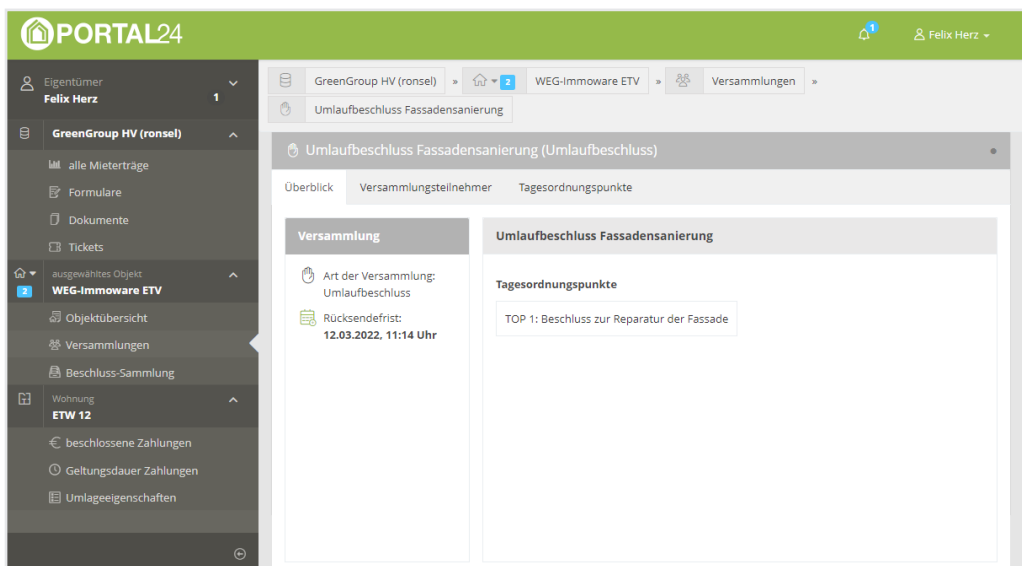 PORTAL24
1
Felix Herz
Eigentümer
Felix Herz
1
GreenGroup HV (ronsel)
alle Mieterträge
Formulare
Dokumente
Tickets
ausgewähltes Objekt
2
WEG-Immoware ETV
Objektübersicht
Versammlungen
Beschluss-Sammlung
Wohnung
ETW 12
€ beschlossene Zahlungen
Geltungsdauer Zahlungen
Umlageeigenschaften
GreenGroup HV (ronsel) » 2 WEG-Immoware ETV » Versammlungen »
Umlaufbeschluss Fassadensanierung
Umlaufbeschluss Fassadensanierung (Umlaufbeschluss)
Überblick Versammlungsteilnehmer Tagesordnungspunkte
Versammlung
Art der Versammlung:
Umlaufbeschluss
Rücksendefrist:
12.03.2022, 11:14 Uhr
Umlaufbeschluss Fassadensanierung
Tagesordnungspunkte
TOP 1: Beschluss zur Reparatur der Fassade